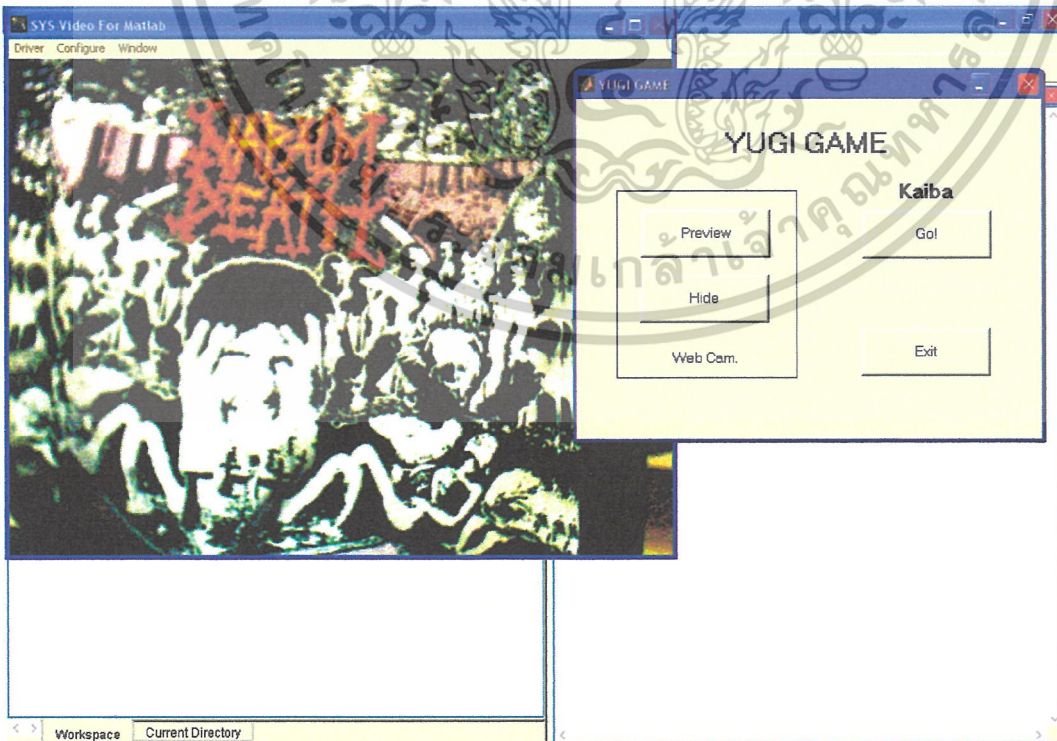 SYS Video For Matlab
Driver Configure Window
NAPALM
DEATH
YUGI GAME
YUGI GAME
Kaiba
Preview
Go!
Hide
Web Cam.
Exit
Workspace
Current Directory